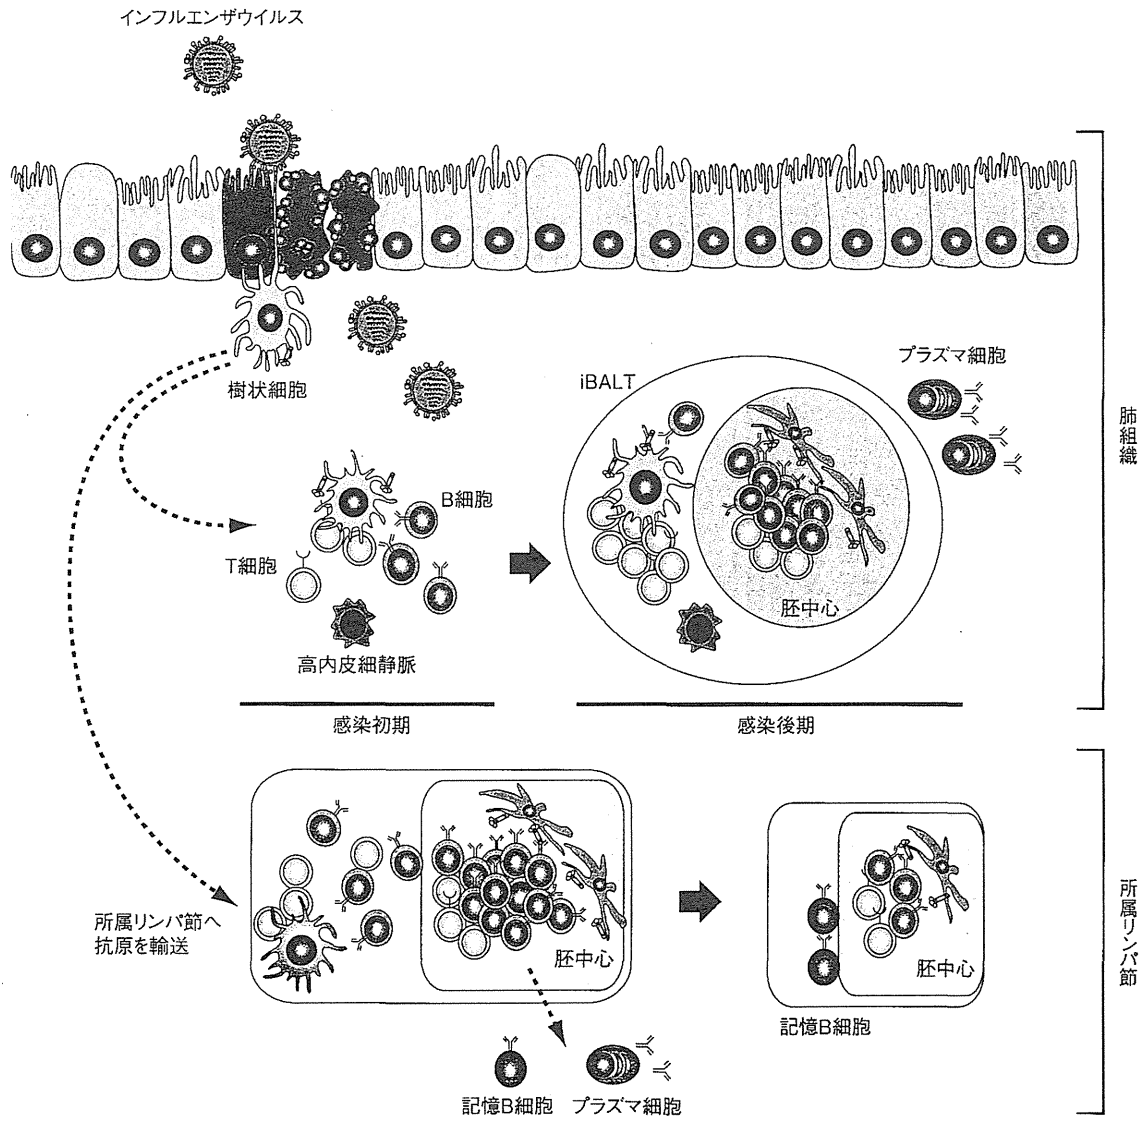 インフルエンザウイルス
樹状細胞
プラズマ細胞
iBALT
B細胞
T細胞
胚中心
高内皮細静脈
感染初期
感染後期
肺組織
所属リンパ節へ
抗原を輸送
胚中心
胚中心
記憶B細胞
記憶B細胞
プラズマ細胞
所属リンパ節